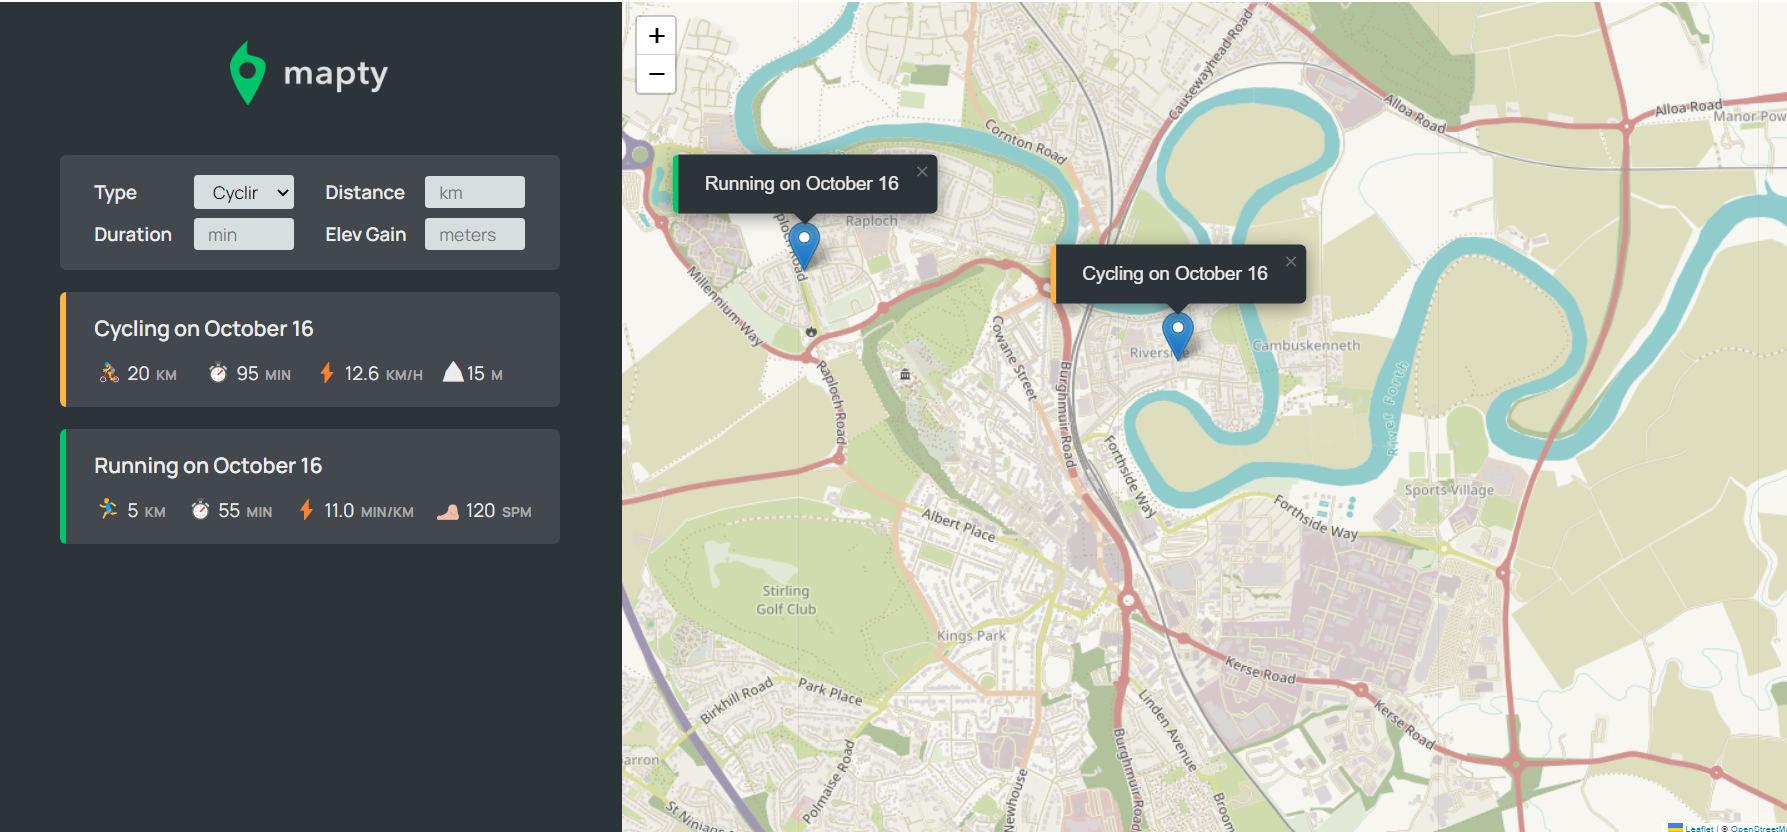 mapty
Type
Cyclir
Distance
km
Duration
min
Elev Gain
meters
Cycling on October 16
20 KM
95 MIN
12.6 KM/H
15 M
Running on October 16
5 KM
55 MIN
11.0 MIN/KM
120 SPM
+
−
Running on October 16
×
Cycling on October 16
×
Causewayhead Road
Alloa Road
Alloa Road
Manor Pow
Cornton Road
Raploch
Raploch Road
Millennium Way
Riverside
Cambuskenneth
Cowane Street
Burghmuir Road
Raploch Road
River Forth
Forthside Way
Sports Village
Forthside Way
Albert Place
Stirling
Golf Club
Kings Park
Kerse Road
Kerse Road
Birkhill Road
Park Place
Linden Avenue
Burghmuir Road
Polmaise Road
Newhouse
Broom
arron
St Ninians
Leaflet | © OpenStreetM